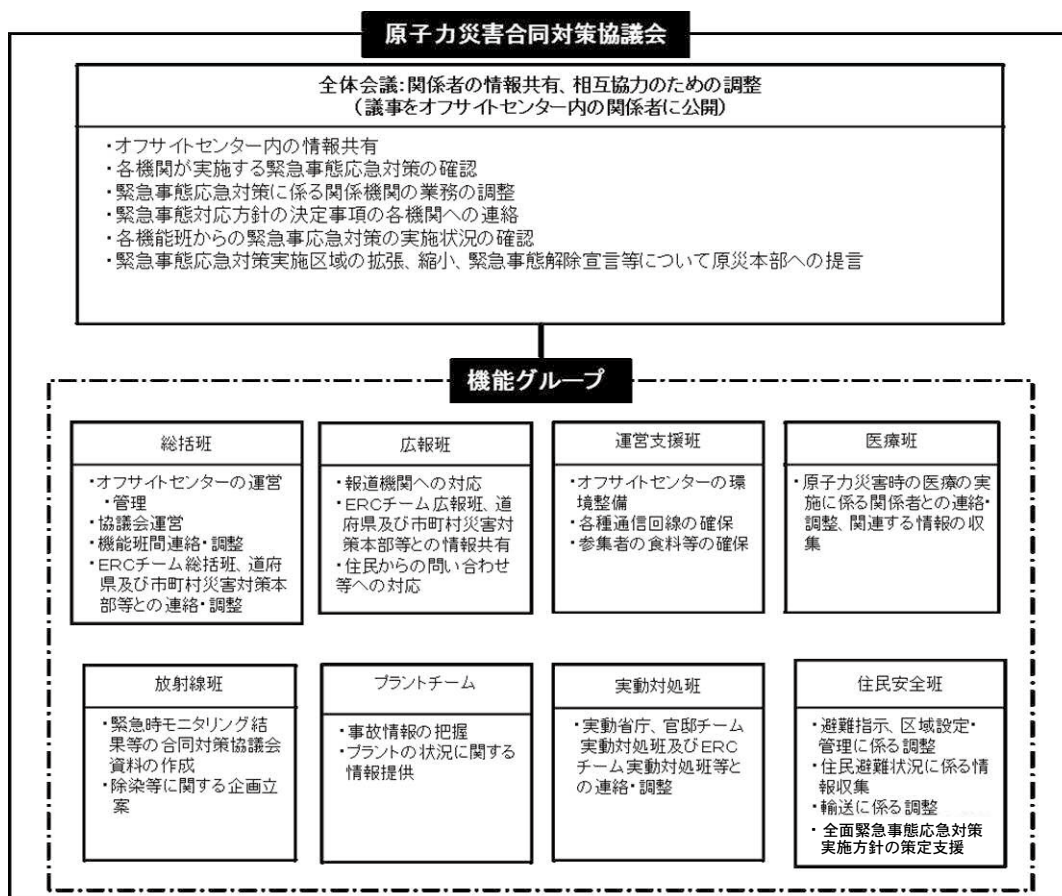 原子力災害合同対策協議会
全体会議:関係者の情報共有、相互協力のための調整
(議事をオフサイトセンター内の関係者に公開)
・オフサイトセンター内の情報共有
・各機関が実施する緊急事態応急対策の確認
・緊急事態応急対策に係る関係機関の業務の調整
・緊急事態対応方針の決定事項の各機関への連絡
・各機能班からの緊急事応急対策の実施状況の確認
・緊急事態応急対策実施区域の拡張、縮小、緊急事態解除宣言等について原災本部への提言
機能グループ
総括班
・オフサイトセンターの運営
・管理
・協議会運営
・機能班間連絡・調整
・ERCチーム総括班、道府
県及び市町村災害対策本
部等との連絡・調整
広報班
・報道機関への対応
・ERCチーム広報班、道
府県及び市町村災害対
策本部等との情報共有
・住民からの問い合わせ
等への対応
運営支援班
・オフサイトセンターの環
境整備
・各種通信回線の確保
・参集者の食料等の確保
医療班
・原子力災害時の医療の実
施に係る関係者との連絡・
調整、関連する情報の収
集
放射線班
・緊急時モニタリング結
果等の合同対策協議会
資料の作成
・除染等に関する企画立
案
プラントチーム
・事故情報の把握
・プラントの状況に関する
情報提供
実動対処班
・実動省庁、官邸チーム
実動対処班及びERC
チーム実動対処班等と
の連絡・調整
住民安全班
・避難指示、区域設定・
管理に係る調整
・住民避難状況に係る情
報収集
・輸送に係る調整
・全面緊急事態応急対策
実施方針の策定支援